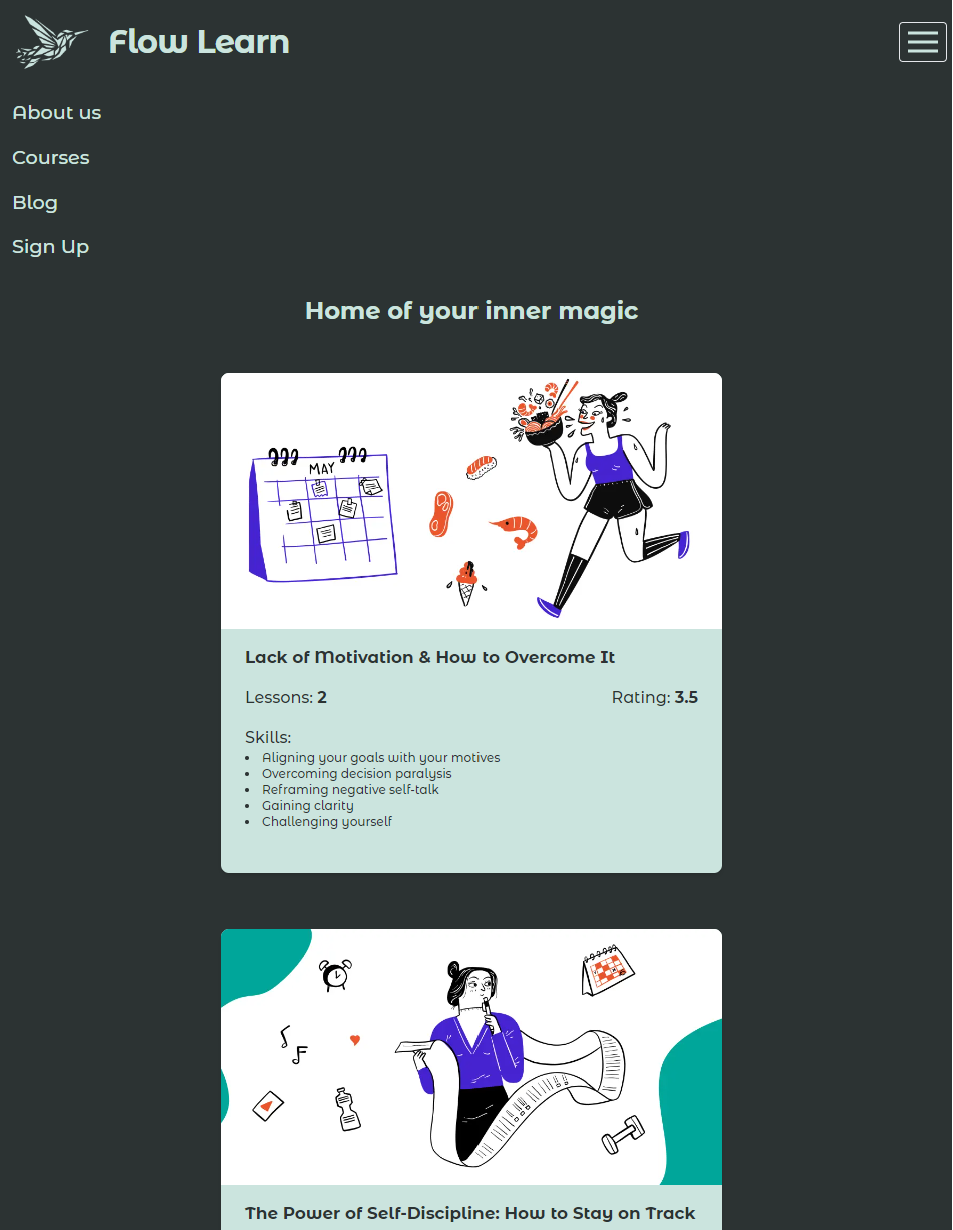 Flow Learn
About us
Courses
Blog
Sign Up
Home of your inner magic
MAY
Lack of Motivation & How to Overcome It
Lessons: 2 Rating: 3.5
Skills:
Aligning your goals with your motives
Overcoming decision paralysis
Reframing negative self-talk
Gaining clarity
Challenging yourself
The Power of Self-Discipline: How to Stay on Track